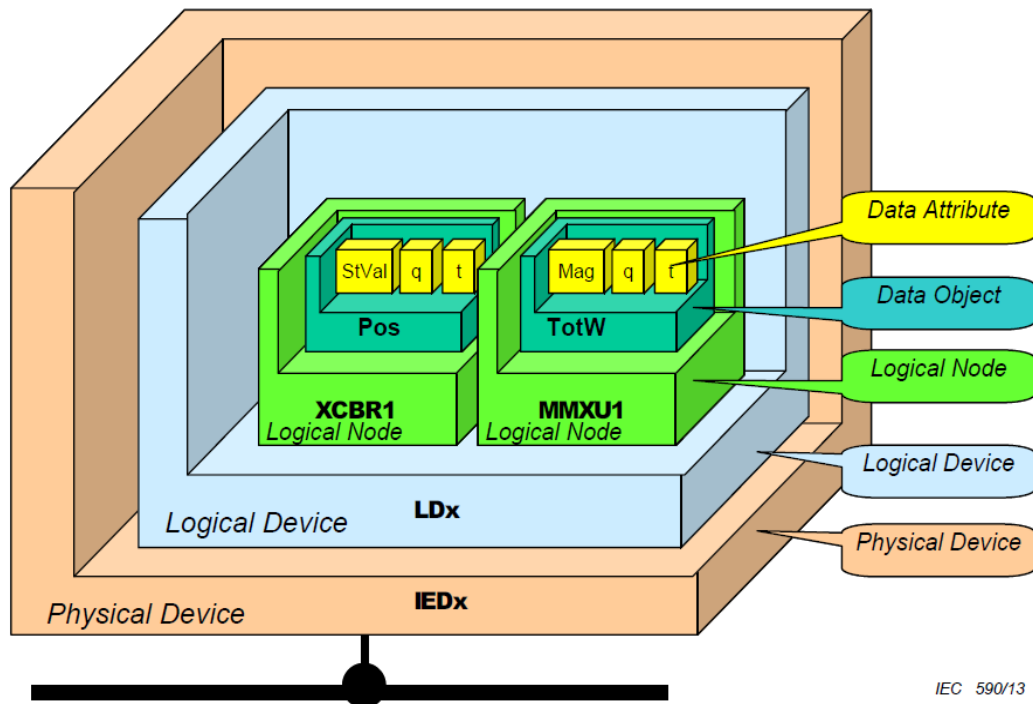 Data Attribute
StVal
q
t
Mag
q
t
Data Object
Pos
TotW
Logical Node
XCBR1
Logical Node
MMXU1
Logical Node
Logical Device
LDx
Logical Device
Physical Device
IEDx
Physical Device
IEC 590/13